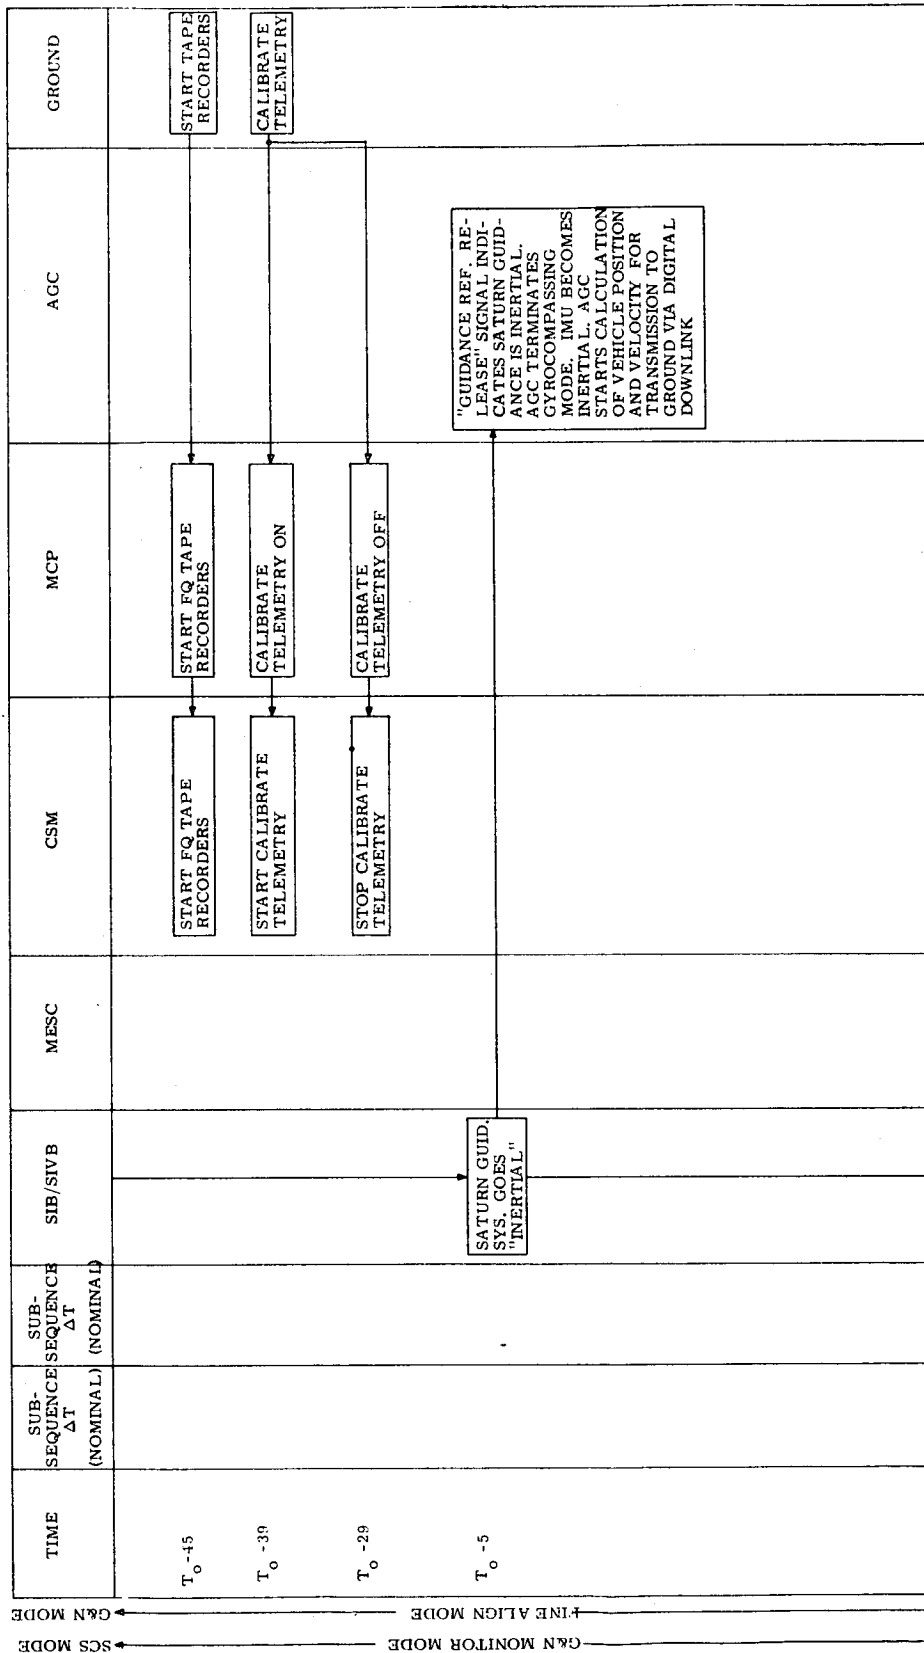 SCS MODE
G&N MODE
G&N MONITOR MODE
FINE ALIGN MODE
TIME
SUB-
SEQUENCE
ΔT
(NOMINAL)
SUB-
SEQUENCE
ΔT
(NOMINAL)
SIB/SIVB
MESC
CSM
MCP
AGC
GROUND
T₀ -45
START FQ TAPE
RECORDERS
START FQ TAPE
RECORDERS
START TAPE
RECORDERS
T₀ -39
START CALIBRATE
TELEMETRY
CALIBRATE
TELEMETRY ON
CALIBRATE
TELEMETRY
T₀ -29
STOP CALIBRATE
TELEMETRY
CALIBRATE
TELEMETRY OFF
T₀ -5
SATURN GUID.
SYS. GOES
"INERTIAL"
"GUIDANCE REF. RE-
LEASE" SIGNAL INDI-
CATES SATURN GUID-
ANCE IS INERTIAL.
AGC TERMINATES
GYROCOMPASSING
MODE. IMU BECOMES
INERTIAL. AGC
STARTS CALCULATION
OF VEHICLE POSITION
AND VELOCITY FOR
TRANSMISSION TO
GROUND VIA DIGITAL
DOWNLINK